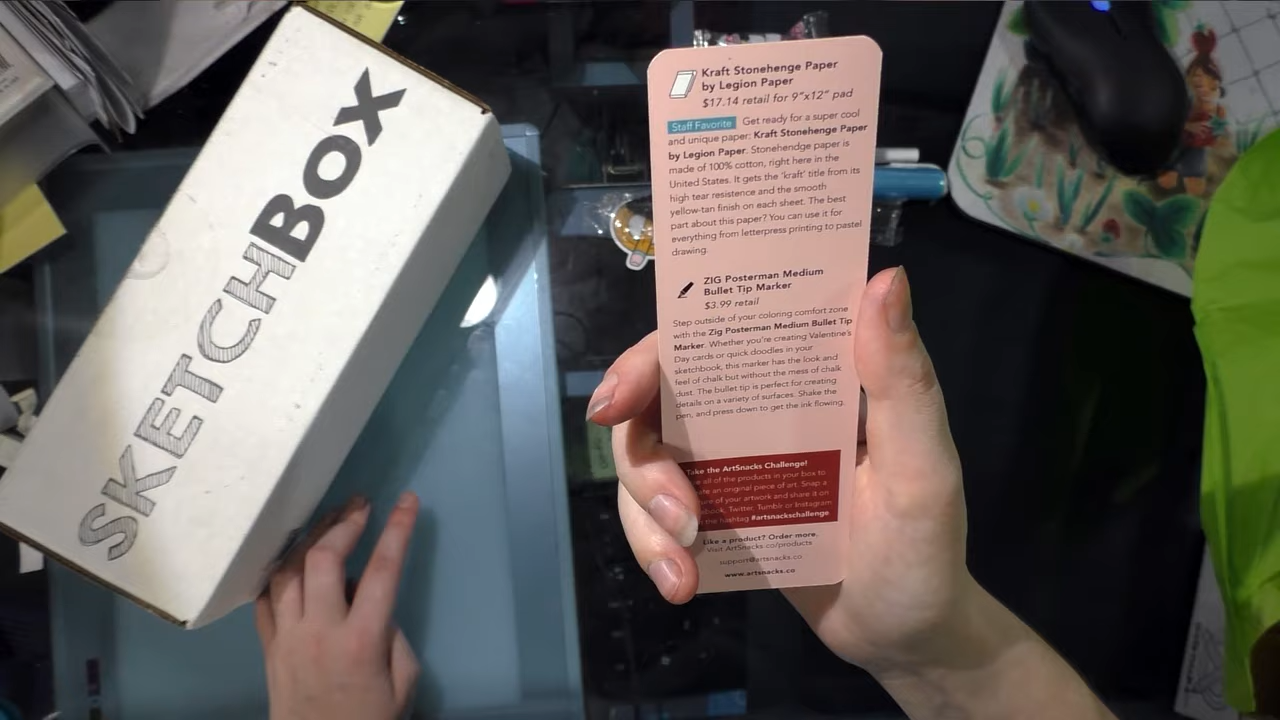 SKETCHBOX
Kraft Stonehenge Paper
by Legion Paper
$17.14 retail for 9"x12" pad
Staff Favorite Get ready for a super cool
and unique paper: Kraft Stonehenge Paper
by Legion Paper. Stonehendge paper is
made of 100% cotton, right here in the
United States. It gets the 'kraft' title from its
high tear resistence and the smooth
yellow-tan finish on each sheet. The best
part about this paper? You can use it for
everything from letterpress printing to pastel
drawing.
ZIG Posterman Medium
Bullet Tip Marker
$3.99 retail
Step outside of your coloring comfort zone
with the Zig Posterman Medium Bullet Tip
Marker. Whether you're creating Valentine's
Day cards or quick doodles in your
sketchbook, this marker has the look and
feel of chalk but without the mess of chalk
dust. The bullet tip is perfect for creating
details on a variety of surfaces. Shake the
pen, and press down to get the ink flowing.
Take the ArtSnacks Challenge!
all of the products in your box to
an original piece of art. Snap a
of your artwork and share it on
Twitter, Tumblr or Instagram
the hashtag #artsnackschallenge
Like a product? Order more.
Visit ArtSnacks.co/products
support@artsnacks.co
www.artsnacks.co